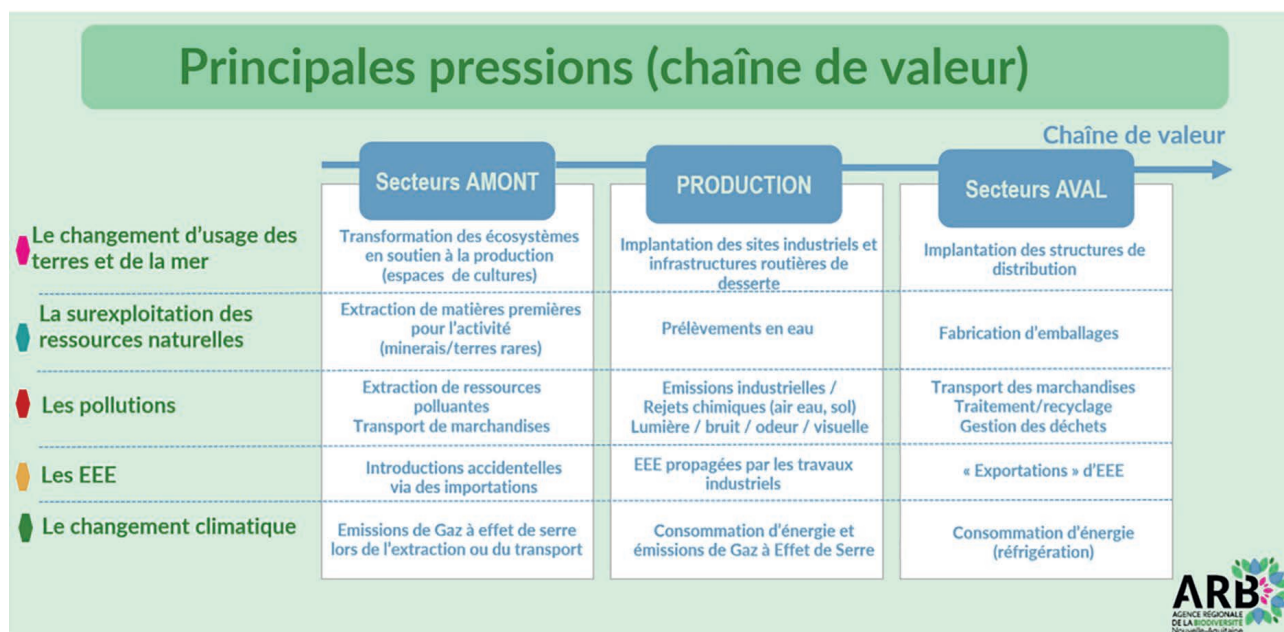 Principales pressions (chaîne de valeur)
Chaîne de valeur
Secteurs AMONT
PRODUCTION
Secteurs AVAL
Le changement d'usage des
terres et de la mer
Transformation des écosystèmes
en soutien à la production
(espaces de cultures)
Implantation des sites industriels et
infrastructures routières de
desserte
Implantation des structures de
distribution
La surexploitation des
ressources naturelles
Extraction de matières premières
pour l'activité
(minerais/terres rares)
Prélèvements en eau
Fabrication d'emballages
Les pollutions
Extraction de ressources
polluantes
Transport de marchandises
Emissions industrielles /
Rejets chimiques (air eau, sol)
Lumière / bruit / odeur / visuelle
Transport des marchandises
Traitement/recyclage
Gestion des déchets
Les EEE
Introductions accidentelles
via des importations
EEE propagées par les travaux
industriels
« Exportations » d'EEE
Le changement climatique
Emissions de Gaz à effet de serre
lors de l'extraction ou du transport
Consommation d'énergie et
émissions de Gaz à Effet de Serre
Consommation d'énergie
(réfrigération)
ARB
AGENCE RÉGIONALE
DE LA BIODIVERSITÉ
Nouvelle-Aquitaine